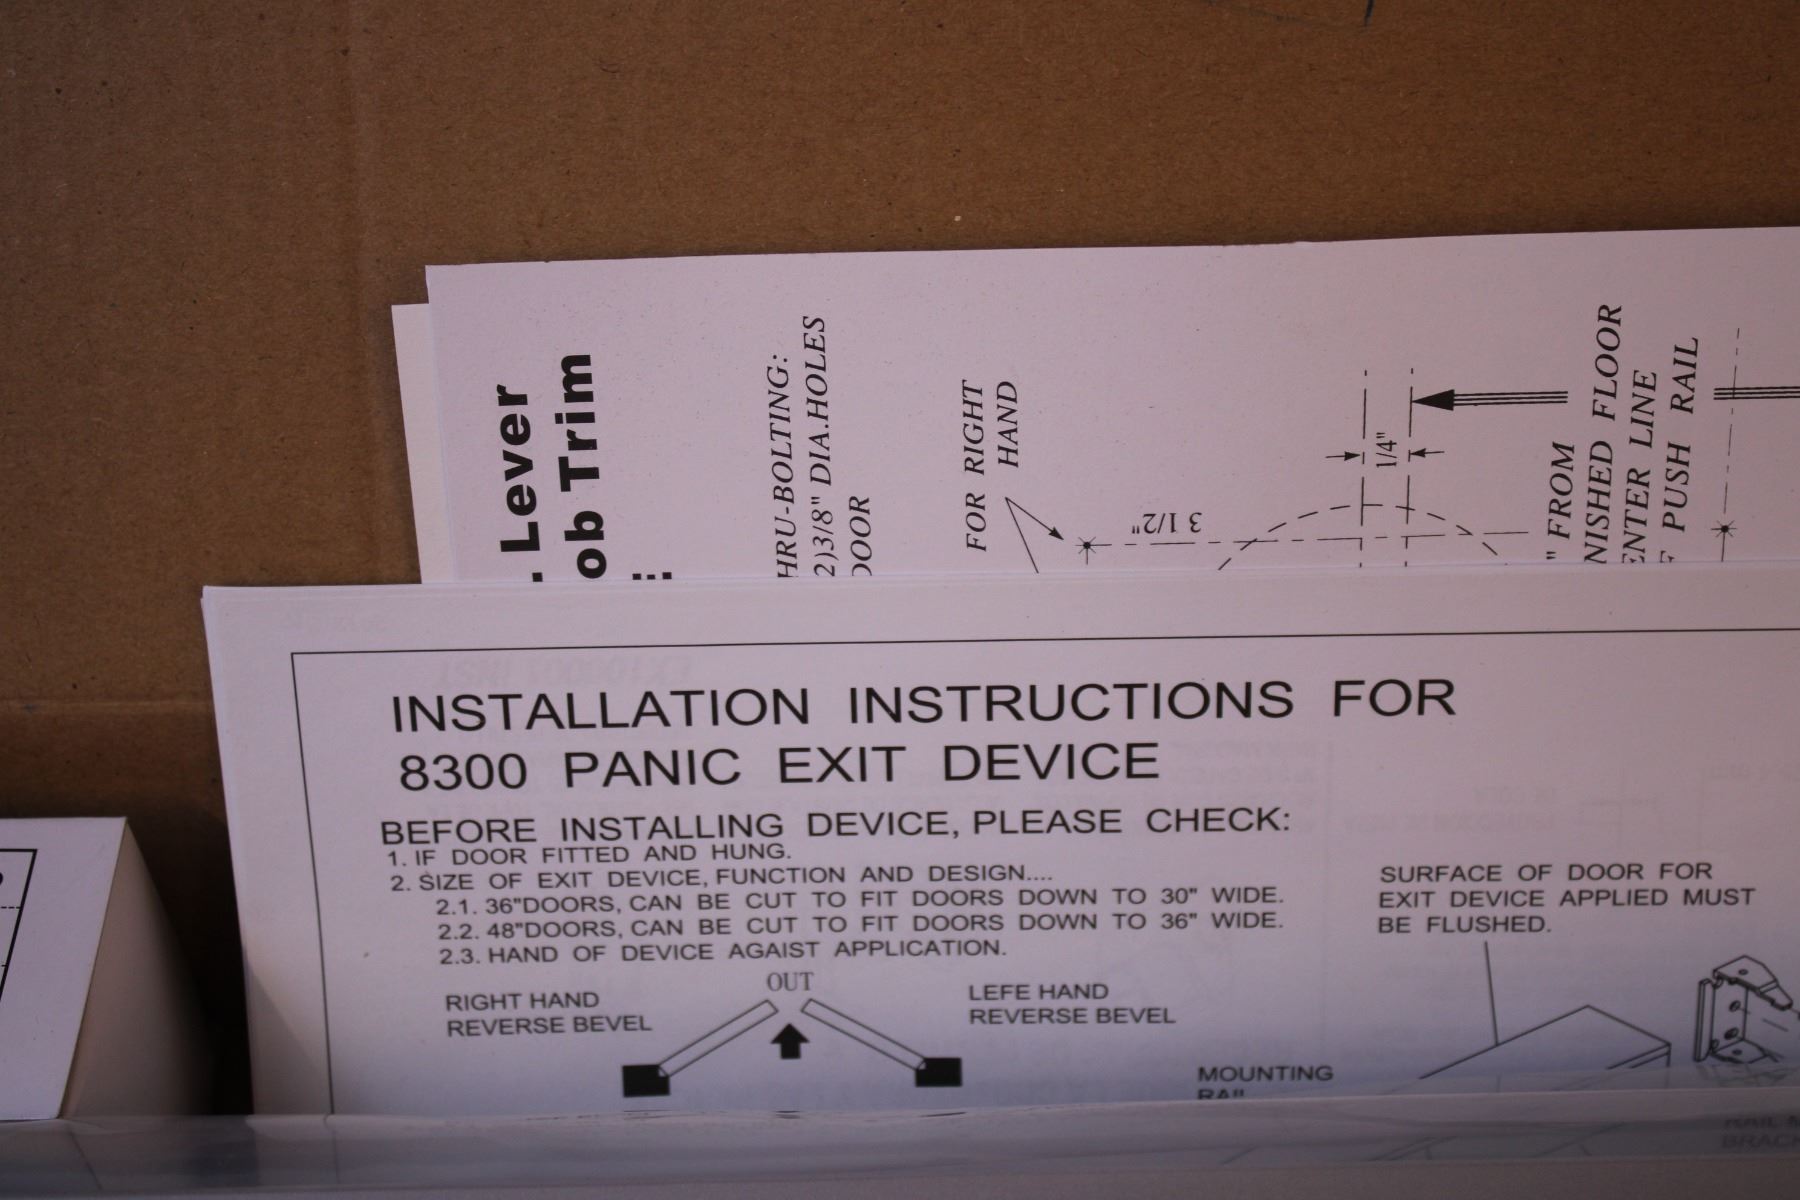 Lever
ob Trim
HRU-BOLTING:
2)3/8" DIA.HOLES
DOOR
FOR RIGHT
HAND
3 1/2"
1/4"
" FROM
NISHED FLOOR
ENTER LINE
F PUSH RAIL
INSTALLATION INSTRUCTIONS FOR
8300 PANIC EXIT DEVICE
BEFORE INSTALLING DEVICE, PLEASE CHECK:
1. IF DOOR FITTED AND HUNG.
2. SIZE OF EXIT DEVICE, FUNCTION AND DESIGN....
2.1. 36"DOORS, CAN BE CUT TO FIT DOORS DOWN TO 30" WIDE.
2.2. 48"DOORS, CAN BE CUT TO FIT DOORS DOWN TO 36" WIDE.
2.3. HAND OF DEVICE AGAIST APPLICATION.
SURFACE OF DOOR FOR
EXIT DEVICE APPLIED MUST
BE FLUSHED.
OUT
RIGHT HAND
REVERSE BEVEL
LEFE HAND
REVERSE BEVEL
MOUNTING
RAIL